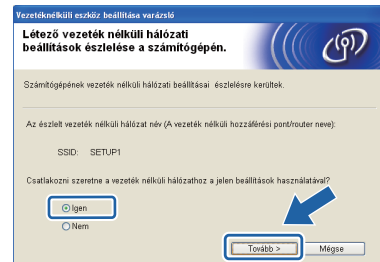 Vezetéknélküli eszköz beállítása varázsló
Létező vezeték nélküli hálózati
beállítások észlelése a számítógépén.
Számítógépének vezeték nélküli hálózati beállításai észlelésre kerültek.
Az észlelt vezeték nélküli hálózat név (A vezeték nélküli hozzáférési pont/router neve):
SSID: SETUP1
Csatlakozni szeretne a vezeték nélküli hálózathoz a jelen beállítások használatával?
Igen
Nem
Tovább > Mégse